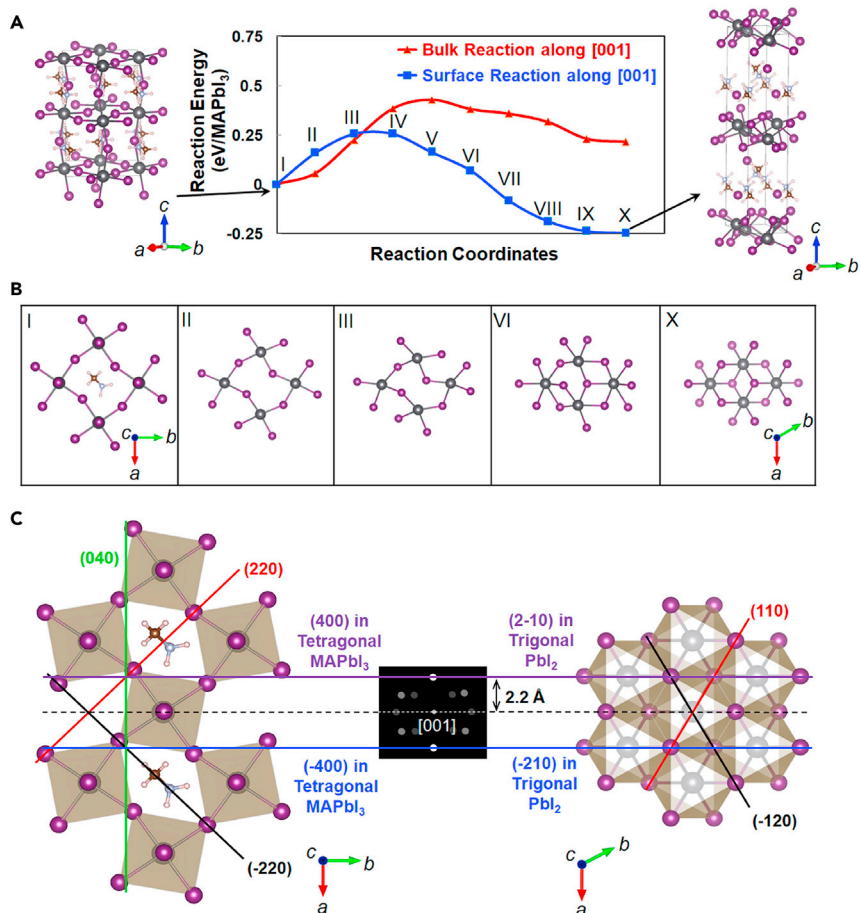 A
Reaction Energy
(eV/MAPbI₃)
0.75
0.5
0.25
0
-0.25
Bulk Reaction along [001]
Surface Reaction along [001]
I
II
III
IV
V
VI
VII
VIII
IX
X
Reaction Coordinates
c
a
b
c
a
b
B
I
II
III
VI
X
c
b
a
c
b
a
C
(040)
(220)
(400) in
Tetragonal
MAPbI₃
(2-10) in
Trigonal
PbI₂
(110)
2.2 Å
[001]
(-400) in
Tetragonal
MAPbI₃
(-210) in
Trigonal
PbI₂
(-120)
(-220)
c
b
a
c
b
a